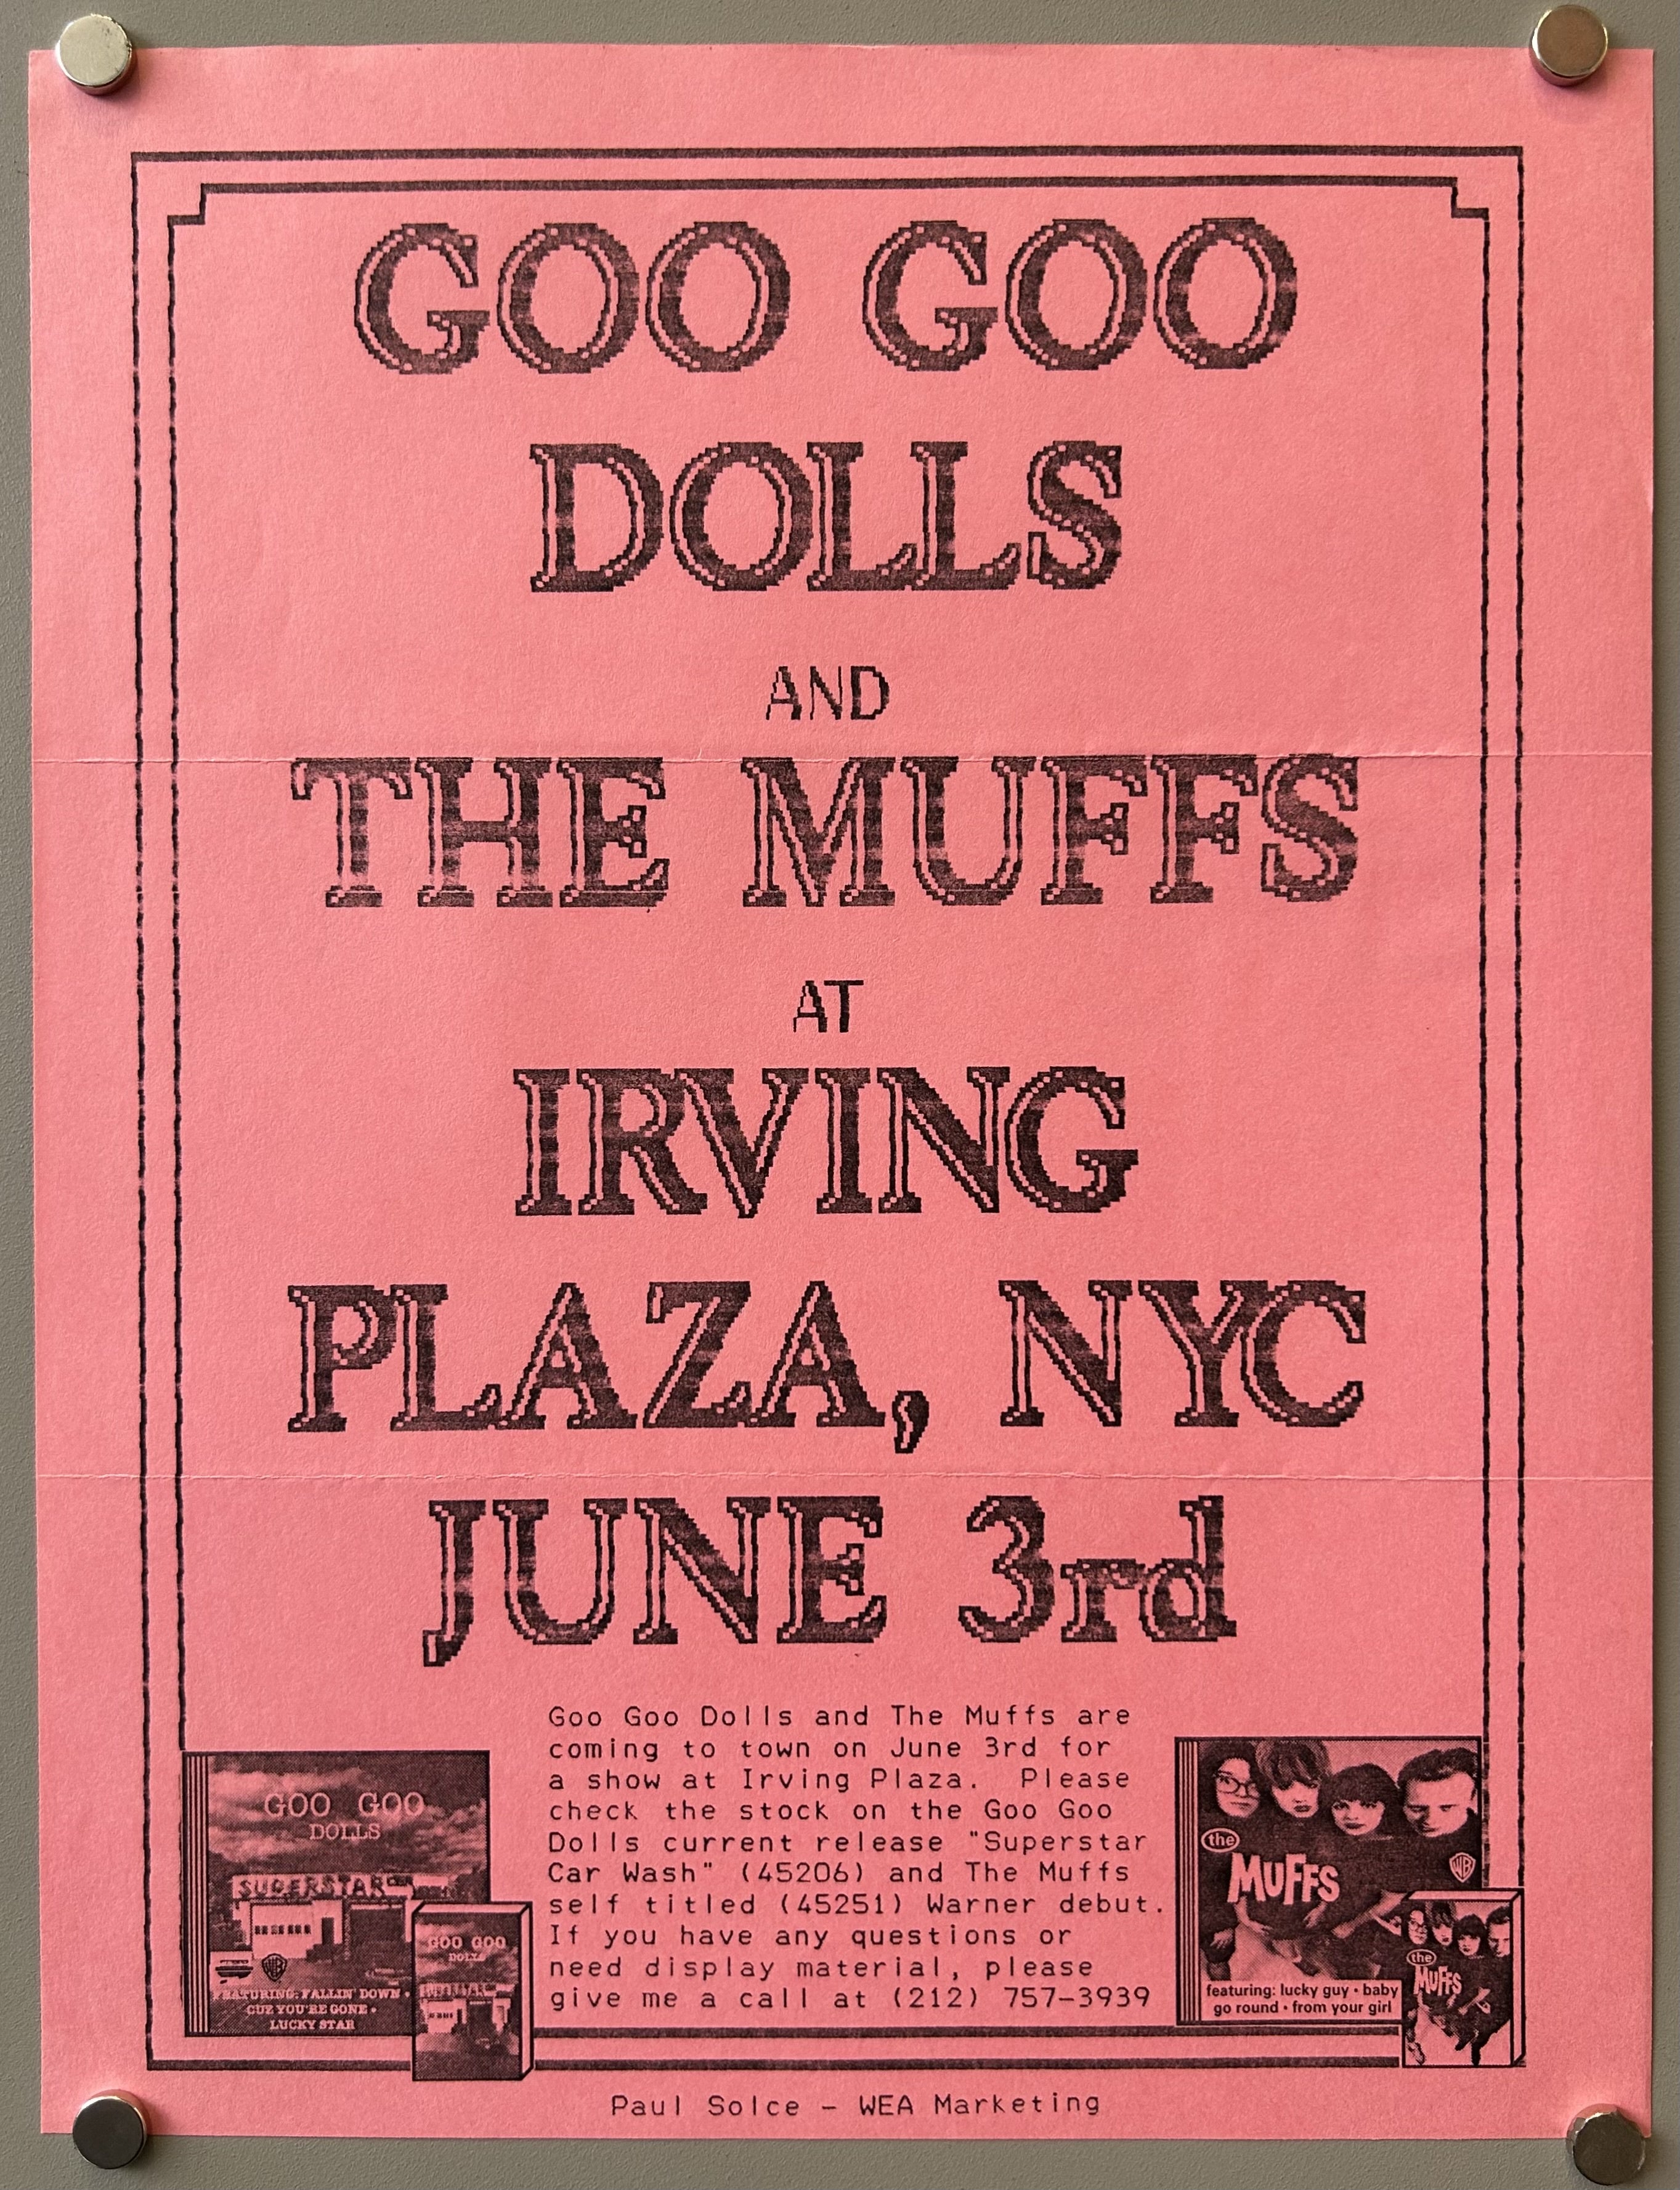 GOO GOO
DOLLS
AND
THE MUFFS
AT
IRVING
PLAZA, NYC
JUNE 3rd
Goo Goo Dolls and The Muffs are
coming to town on June 3rd for
a show at Irving Plaza. Please
check the stock on the Goo Goo
Dolls current release "Superstar
Car Wash" (45206) and The Muffs
self titled (45251) Warner debut.
If you have any questions or
need display material, please
give me a call at (212) 757-3939
GOO GOO
DOLLS
SUPERSTAR
WB
FEATURING: FALLIN' DOWN •
CUZ YOU'RE GONE •
LUCKY STAR
GOO GOO
DOLLS
the
MUFFS
WB
featuring: lucky guy • baby
go round • from your girl
the
MUFFS
Paul Solce - WEA Marketing